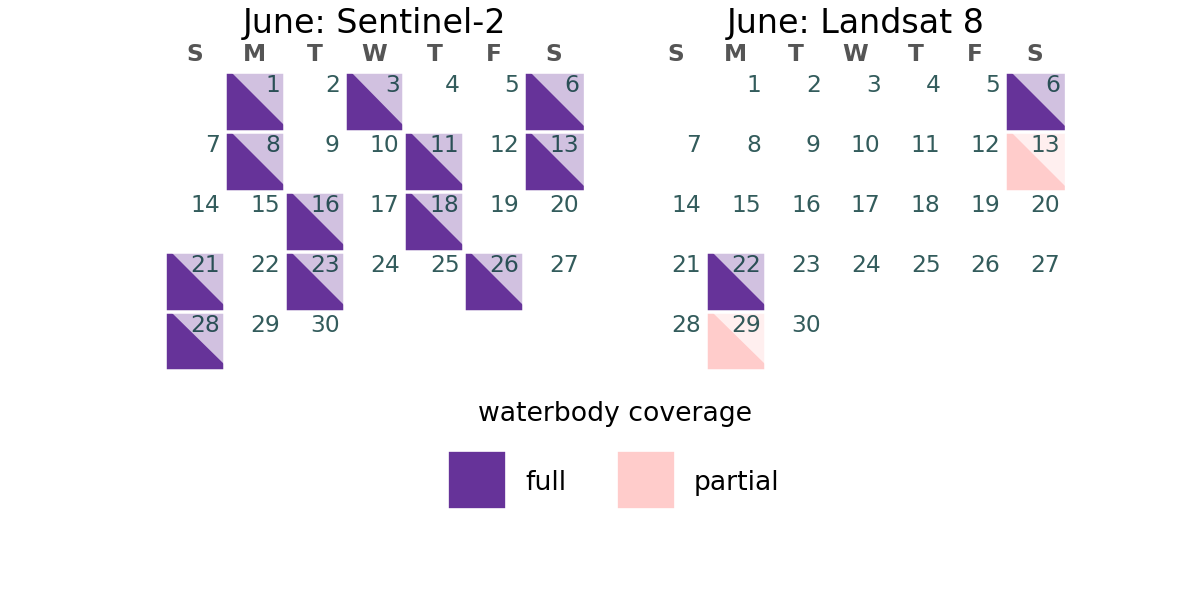 June: Sentinel-2
S M T W T F S
1 2 3 4 5 6
7 8 9 10 11 12 13
14 15 16 17 18 19 20
21 22 23 24 25 26 27
28 29 30
June: Landsat 8
S M T W T F S
1 2 3 4 5 6
7 8 9 10 11 12 13
14 15 16 17 18 19 20
21 22 23 24 25 26 27
28 29 30
waterbody coverage
full partial